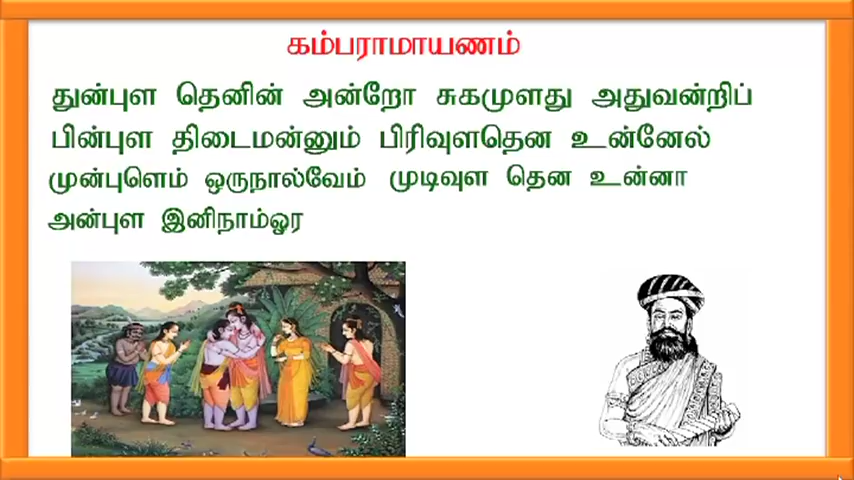 கம்பராமாயணம்
துன்புள தெனின் அன்றோ சுகமுளது அதுவன்றிப்
பின்புள திடைமன்னும் பிரிவுளதென உன்னேல்
முன்புளெம் ஒருநால்வேம் முடிவுள தென உன்னா
அன்புள இனிநாம்ஓர